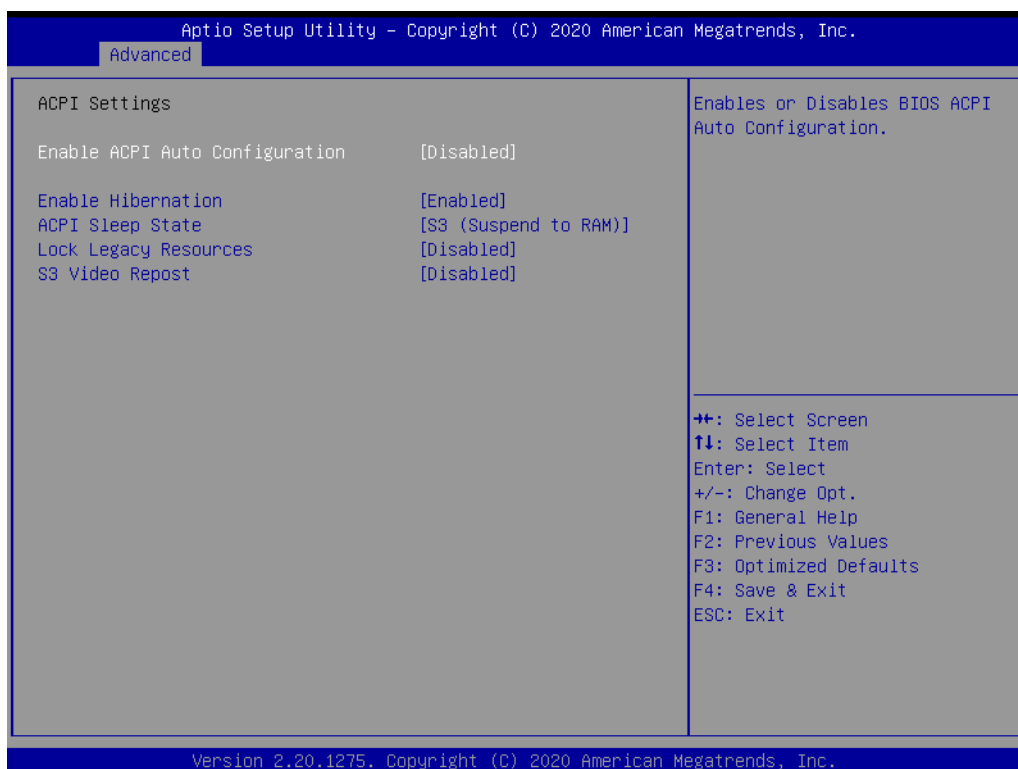 Aptio Setup Utility – Copyright (C) 2020 American Megatrends, Inc.
Advanced
ACPI Settings
Enable ACPI Auto Configuration [Disabled]
Enable Hibernation [Enabled]
ACPI Sleep State [S3 (Suspend to RAM)]
Lock Legacy Resources [Disabled]
S3 Video Repost [Disabled]
Enables or Disables BIOS ACPI
Auto Configuration.
→←: Select Screen
↑↓: Select Item
Enter: Select
+/-: Change Opt.
F1: General Help
F2: Previous Values
F3: Optimized Defaults
F4: Save & Exit
ESC: Exit
Version 2.20.1275. Copyright (C) 2020 American Megatrends, Inc.